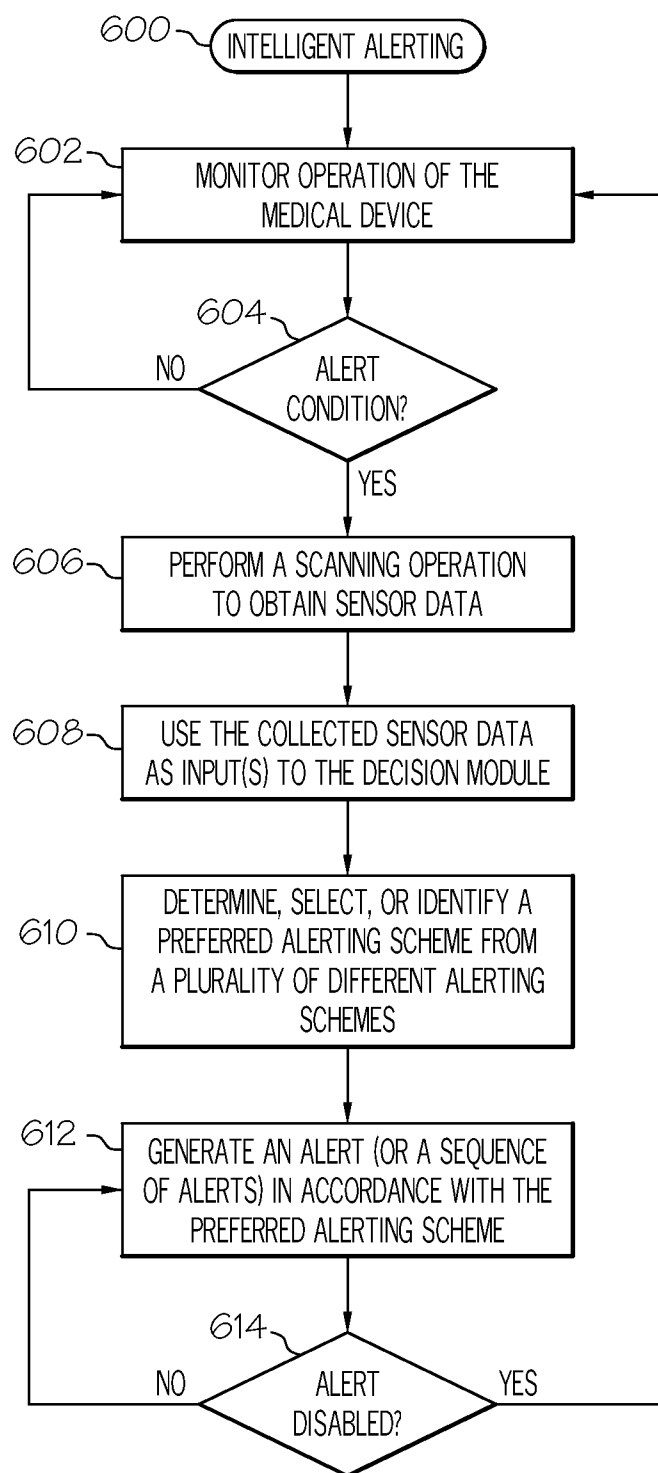 600
INTELLIGENT ALERTING
602
MONITOR OPERATION OF THE
MEDICAL DEVICE
604
NO
ALERT
CONDITION?
YES
606
PERFORM A SCANNING OPERATION
TO OBTAIN SENSOR DATA
608
USE THE COLLECTED SENSOR DATA
AS INPUT(S) TO THE DECISION MODULE
610
DETERMINE, SELECT, OR IDENTIFY A
PREFERRED ALERTING SCHEME FROM
A PLURALITY OF DIFFERENT ALERTING
SCHEMES
612
GENERATE AN ALERT (OR A SEQUENCE
OF ALERTS) IN ACCORDANCE WITH THE
PREFERRED ALERTING SCHEME
614
NO
ALERT
DISABLED?
YES